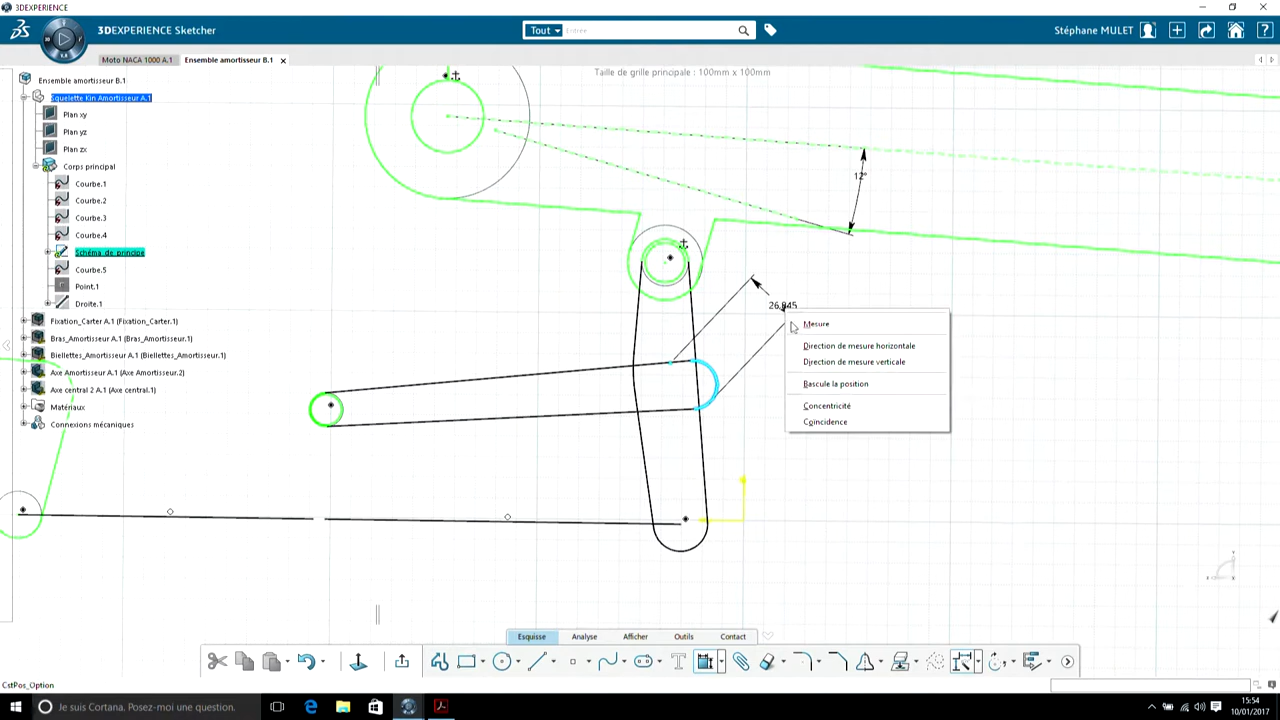 3DEXPERIENCE
3DEXPERIENCE Sketcher
Tout
Entrée
Stéphane MULET
Moto NACA 1000 A.1
Ensemble amortisseur B.1
Taille de grille principale : 100mm x 100mm
Ensemble amortisseur B.1
Squelette Kin Amortisseur A.1
Plan xy
Plan yz
Plan zx
Corps principal
Courbe.1
Courbe.2
Courbe.3
Courbe.4
Schéma de principe
Courbe.5
Point.1
Droite.1
Fixation_Carter A.1 (Fixation_Carter.1)
Bras_Amortisseur A.1 (Bras_Amortisseur.1)
Biellettes_Amortisseur A.1 (Biellettes_Amortisseur.1)
Axe Amortisseur A.1 (Axe Amortisseur.2)
Axe central 2 A.1 (Axe central.1)
Matériaux
Connexions mécaniques
12°
26,845
Mesure
Direction de mesure horizontale
Direction de mesure verticale
Bascule la position
Concentricité
Coïncidence
Esquisse
Analyse
Afficher
Outils
Contact
CstPos_Option
Je suis Cortana. Posez-moi une question.
15:54
10/01/2017